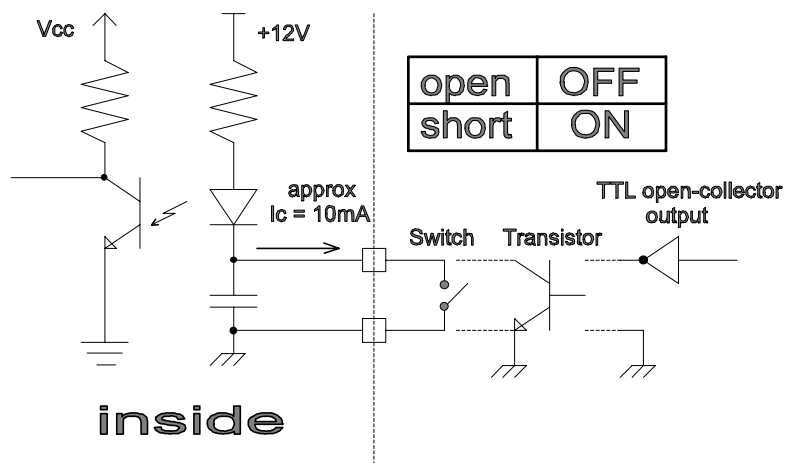 Vcc
+12V
open OFF
short ON
approx
Ic = 10mA
TTL open-collector
output
Switch
Transistor
inside